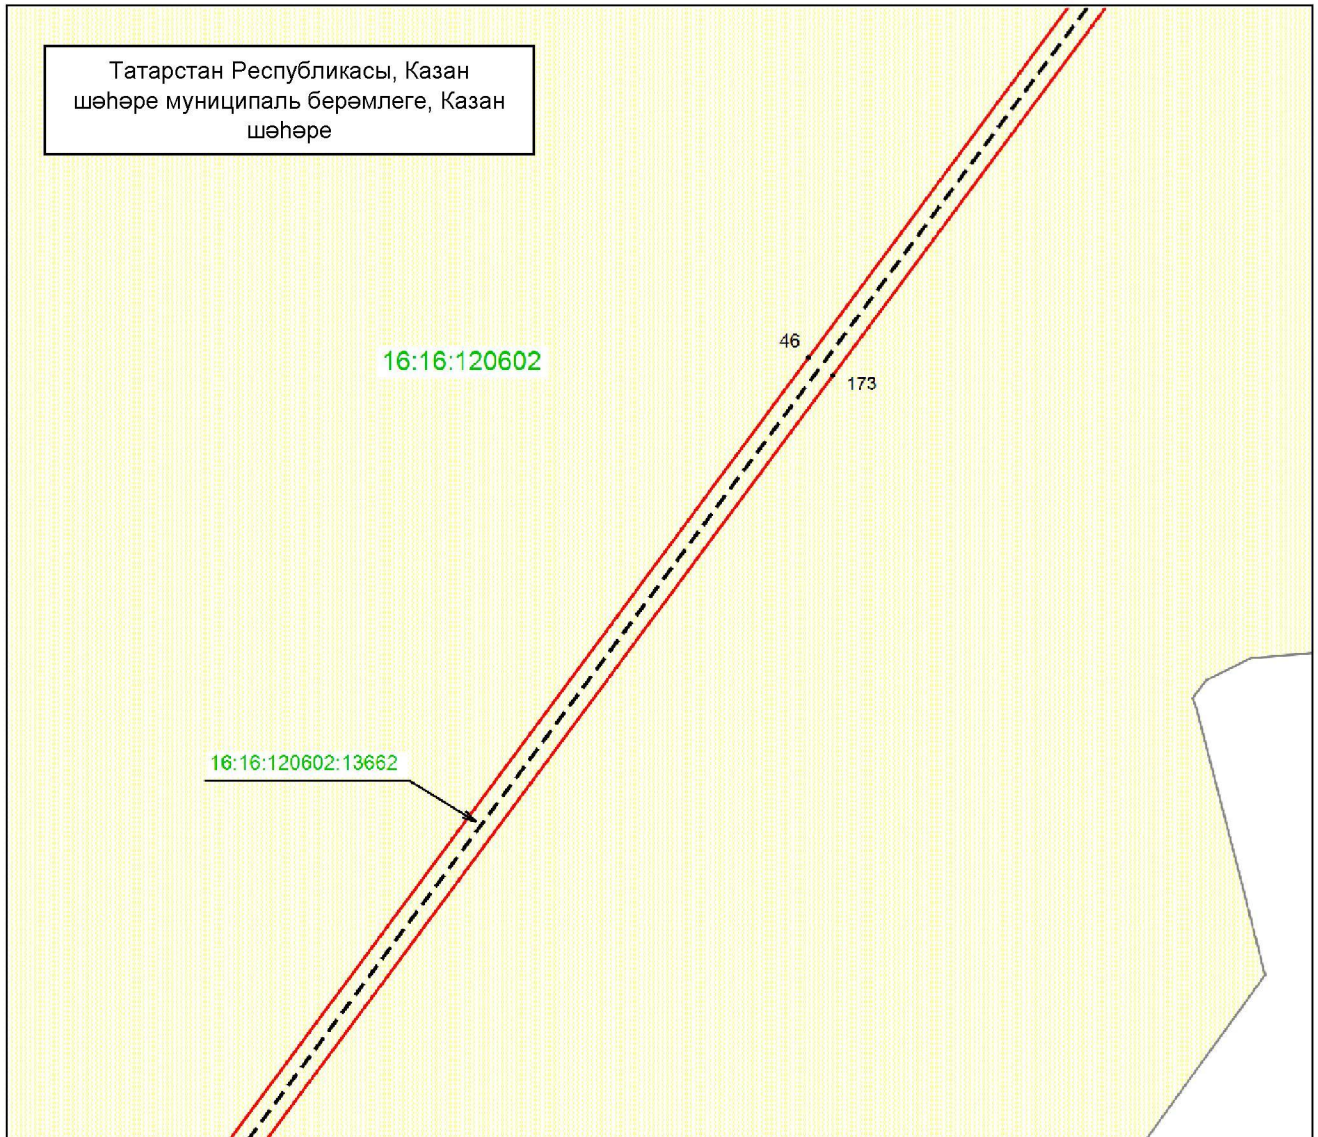 Татарстан Республикасы, Казан
шәһәре муниципаль берәмлеге, Казан
шәһәре
46
16:16:120602
173
16:16:120602:13662